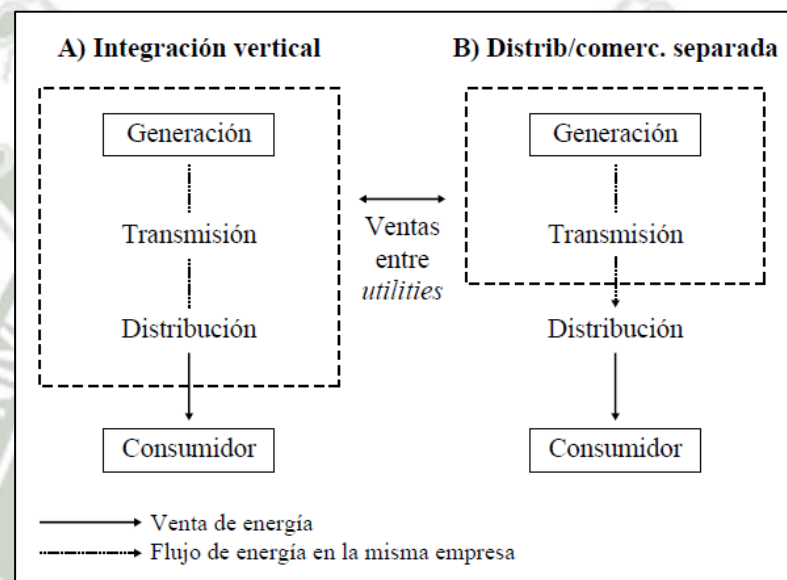 A) Integración vertical
Generación
Transmisión
Distribución
Consumidor
Ventas
entre
utilities
B) Distrib/comerc. separada
Generación
Transmisión
Distribución
Consumidor
Venta de energía
Flujo de energía en la misma empresa